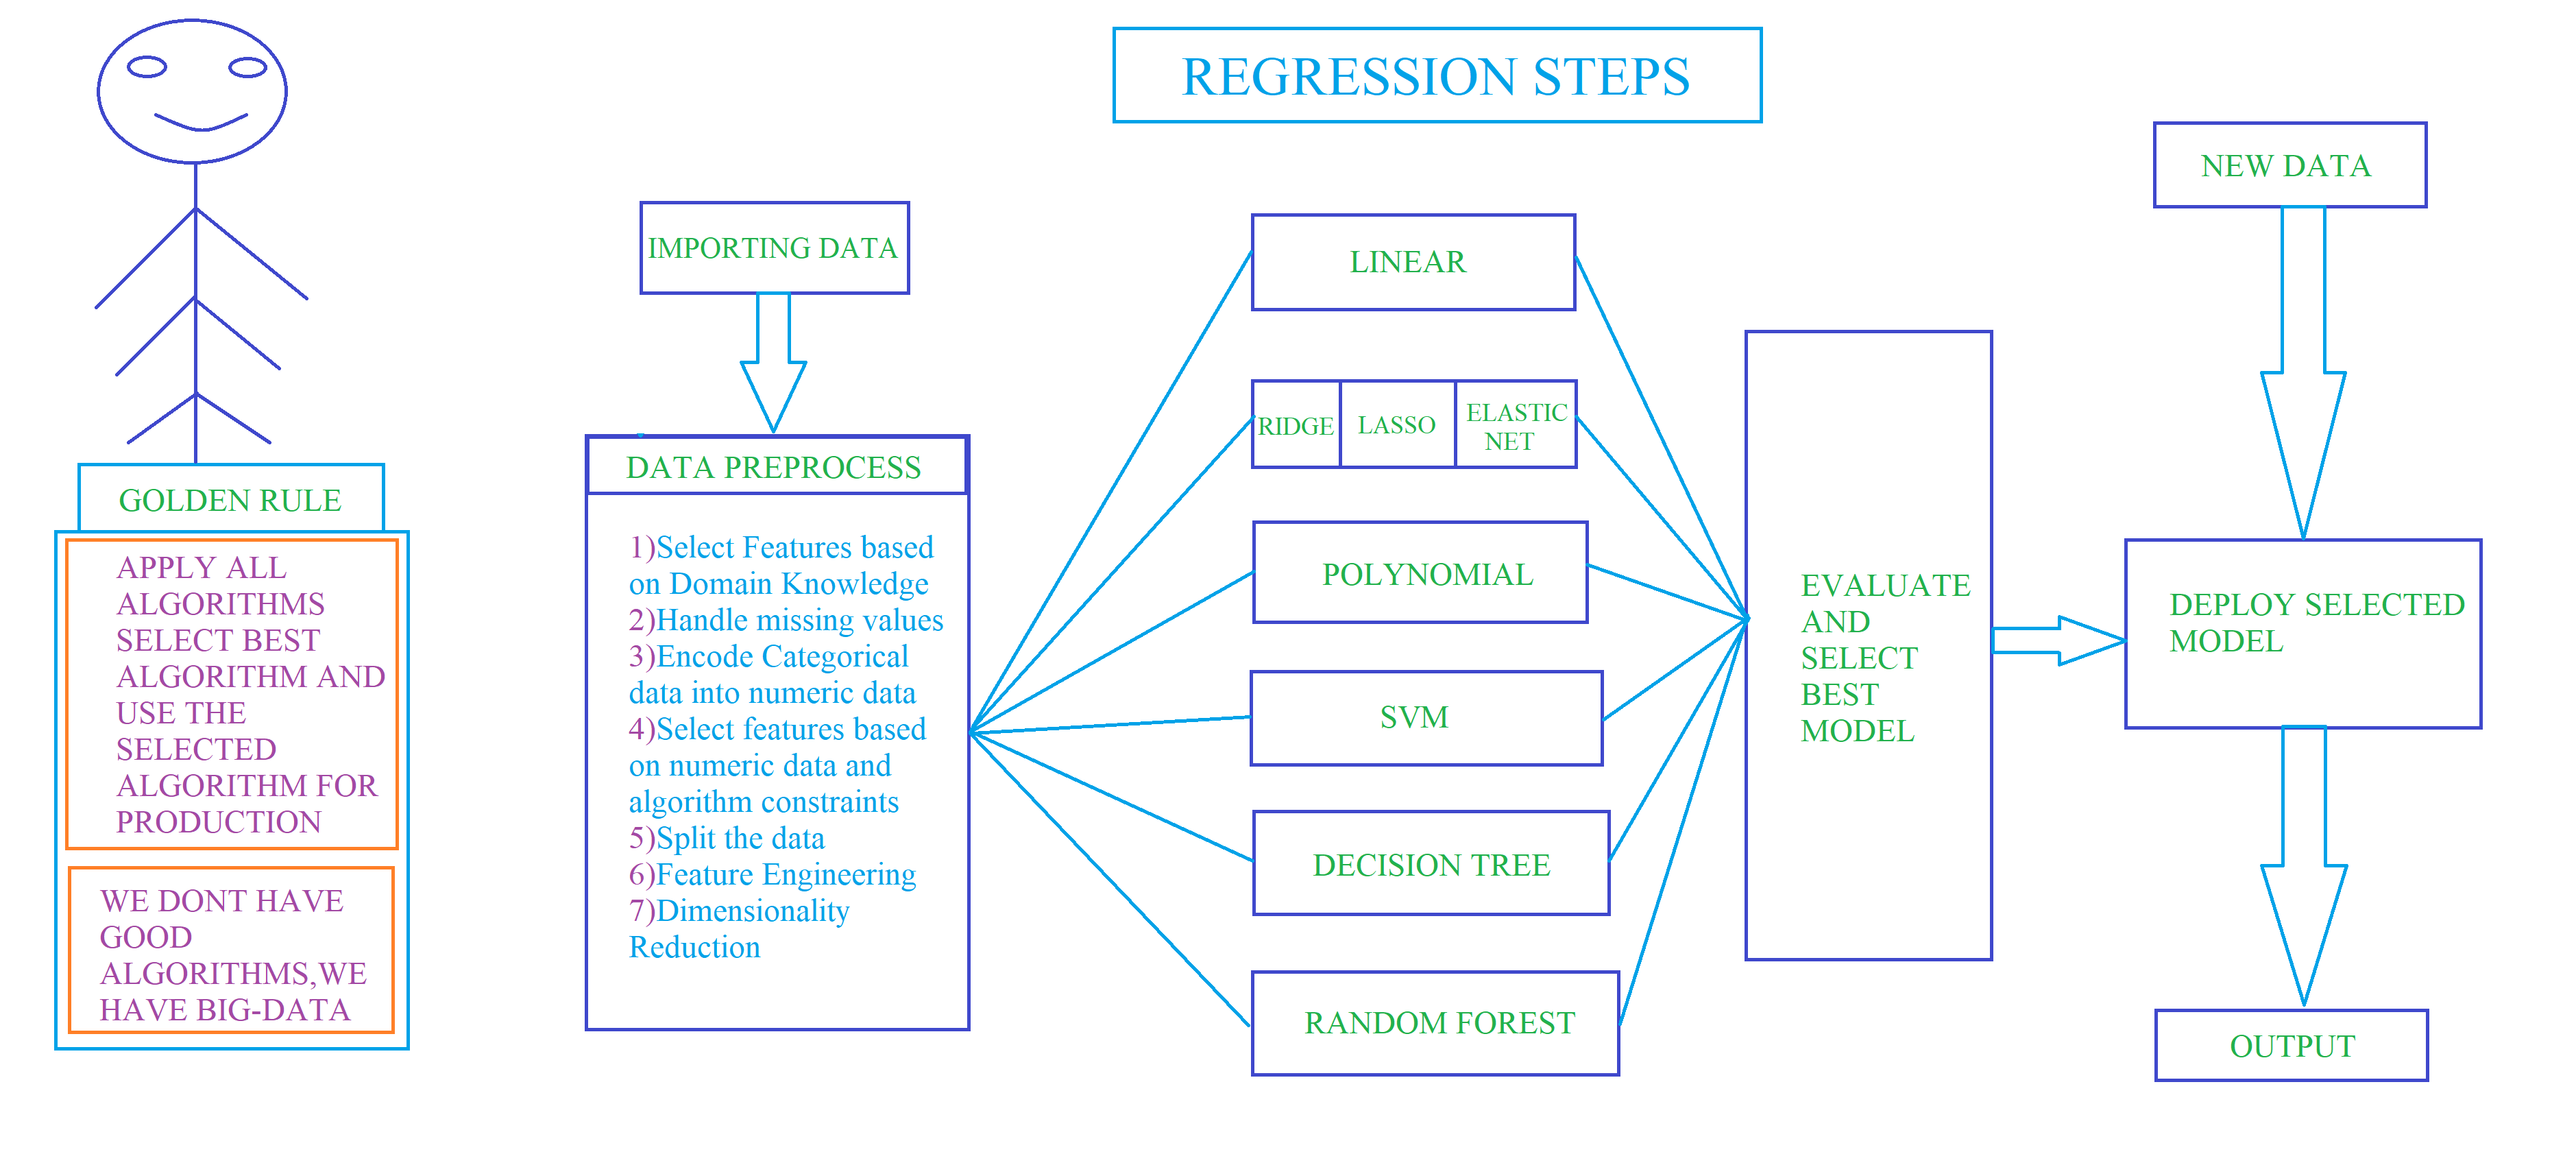 REGRESSION STEPS
GOLDEN RULE
APPLY ALL
ALGORITHMS
SELECT BEST
ALGORITHM AND
USE THE
SELECTED
ALGORITHM FOR
PRODUCTION
WE DONT HAVE
GOOD
ALGORITHMS,WE
HAVE BIG-DATA
IMPORTING DATA
DATA PREPROCESS
1)Select Features based
on Domain Knowledge
2)Handle missing values
3)Encode Categorical
data into numeric data
4)Select features based
on numeric data and
algorithm constraints
5)Split the data
6)Feature Engineering
7)Dimensionality
Reduction
LINEAR
RIDGE
LASSO
ELASTIC
NET
POLYNOMIAL
SVM
DECISION TREE
RANDOM FOREST
EVALUATE
AND
SELECT
BEST
MODEL
NEW DATA
DEPLOY SELECTED
MODEL
OUTPUT